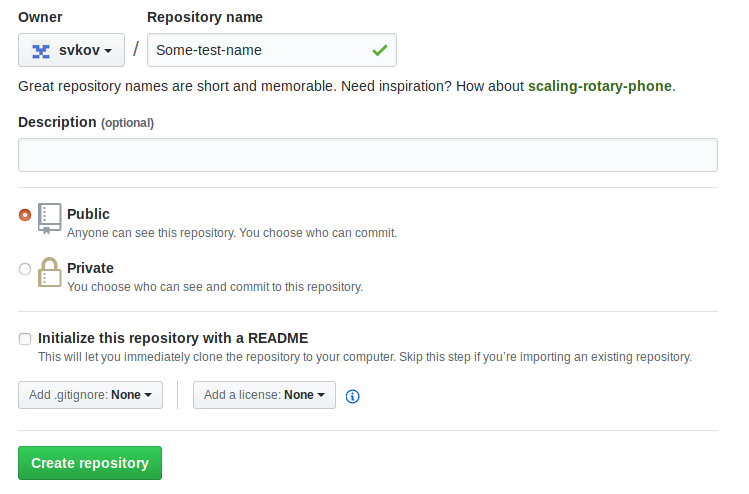 Owner
Repository name
svkov / Some-test-name
Great repository names are short and memorable. Need inspiration? How about scaling-rotary-phone.
Description (optional)
Public
Anyone can see this repository. You choose who can commit.
Private
You choose who can see and commit to this repository.
Initialize this repository with a README
This will let you immediately clone the repository to your computer. Skip this step if you’re importing an existing repository.
Add .gitignore: None
Add a license: None
Create repository